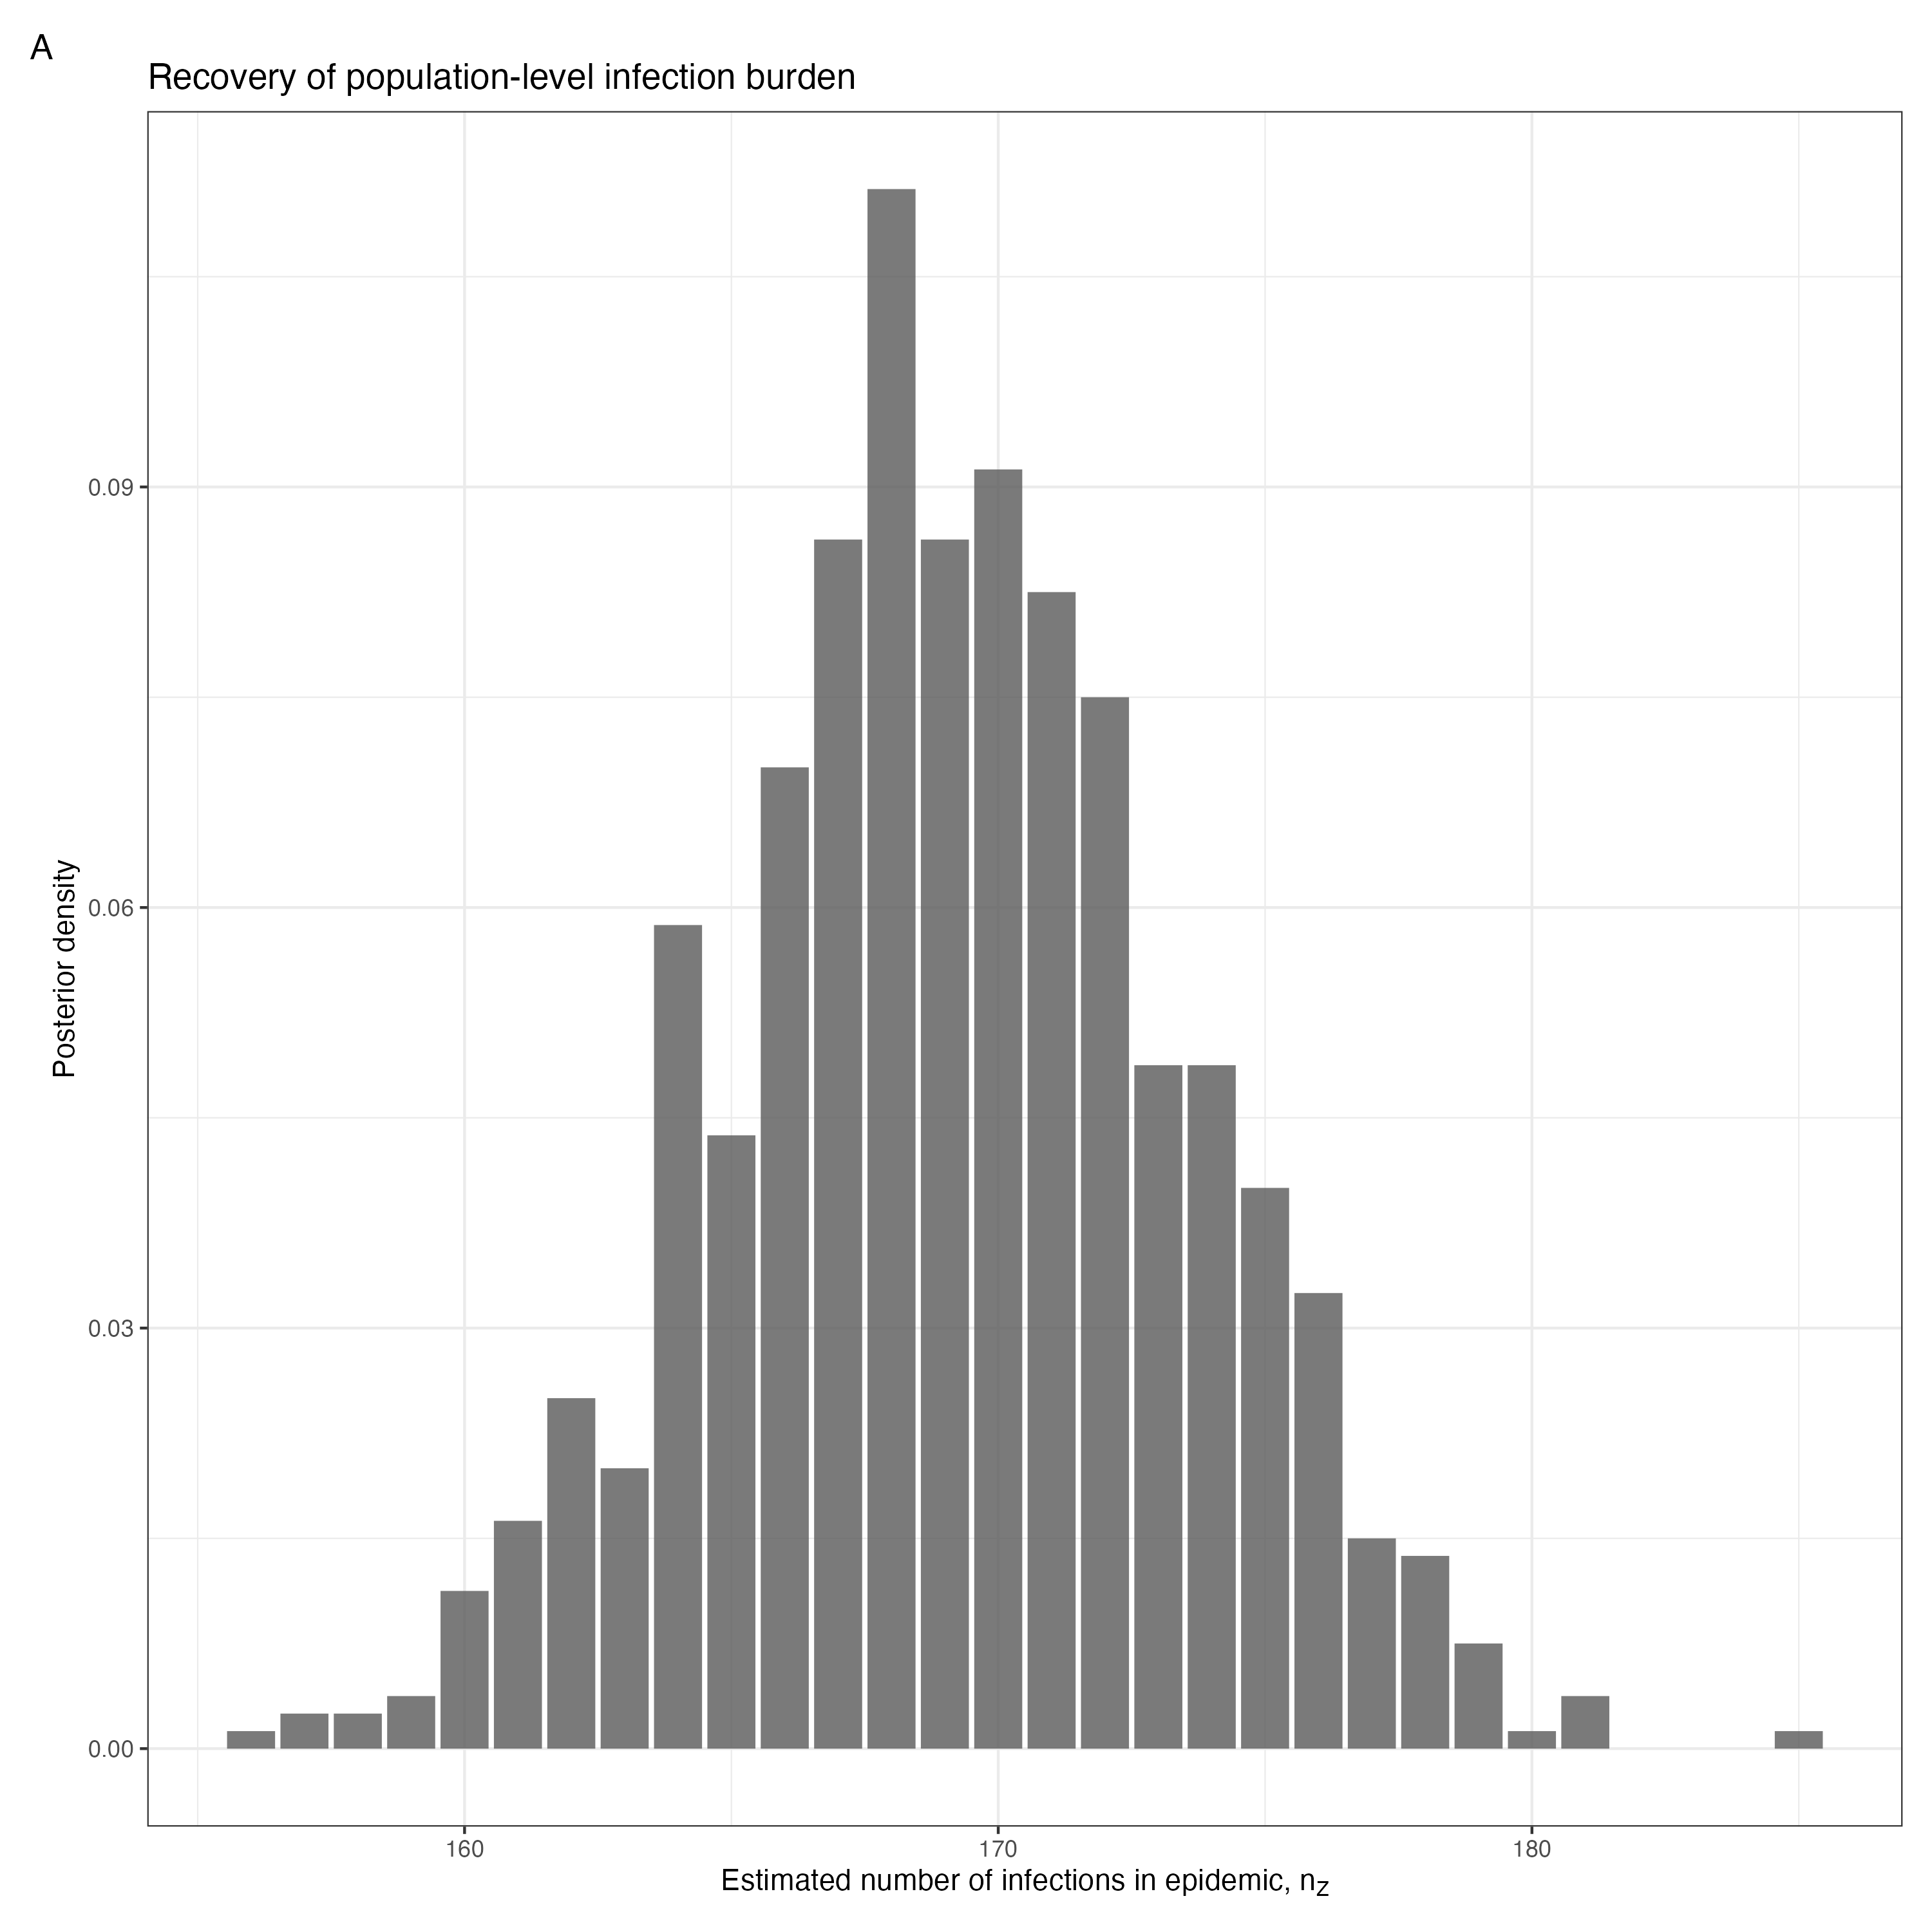 A
Recovery of population-level infection burden
Posterior density
0.09
0.06
0.03
0.00
160 170 180
Estimated number of infections in epidemic, nZ